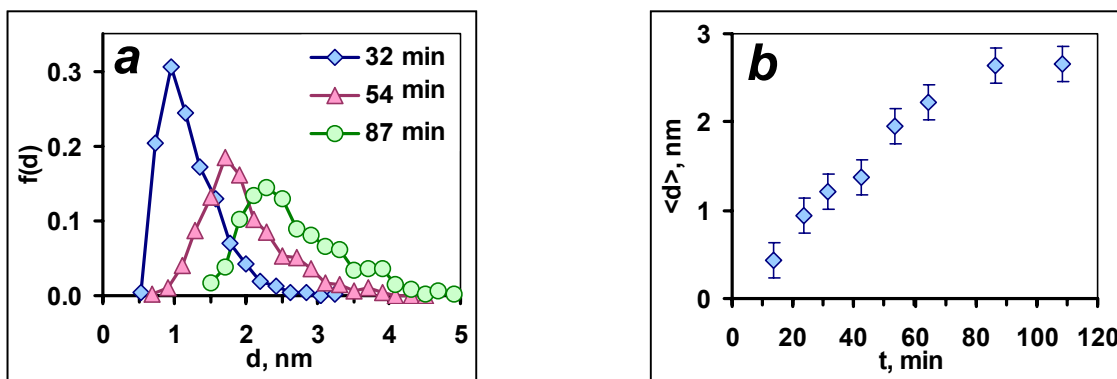 a
32 min
54 min
87 min
f(d)
0.3
0.2
0.1
0.0
0 1 2 3 4 5
d, nm
b
<d>, nm
3
2
1
0
0 20 40 60 80 100 120
t, min